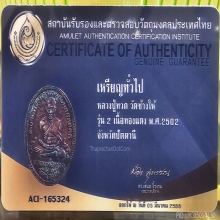 สถาบันรับรองและตรวจสอบวัตถุมงคลประเทศไทย
AMULET AUTHENTICATION CERTIFICATION INSTITUTE
CERTIFICATE OF AUTHENTICITY
GENUINE GUARANTEE
เหรียญทั่วไป
หลวงปู่ทวด วัดช้างให้
รุ่น 2 เนื้อทองแดง พ.ศ.2502
จังหวัดปัตตานี
ACI-165324